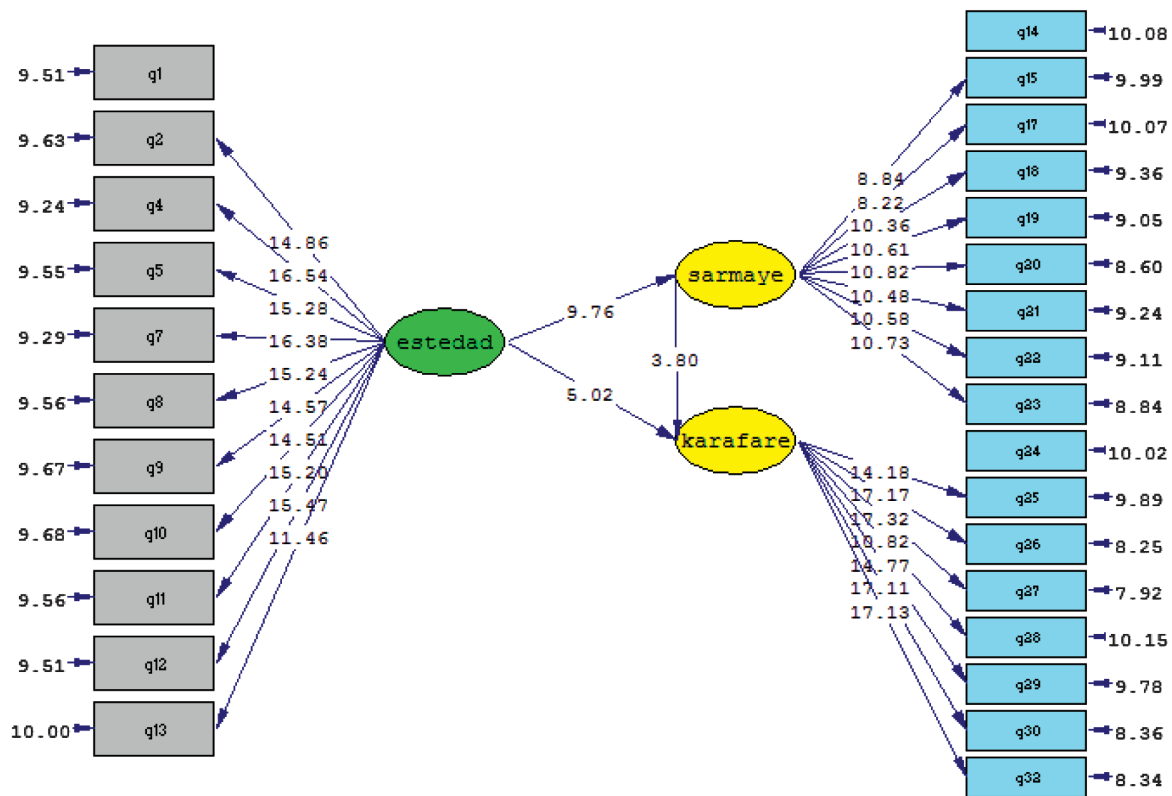 9.51 q1
9.63 q2
9.24 q4
9.55 q5
9.29 q7
9.56 q8
9.67 q9
9.68 q10
9.56 q11
9.51 q12
10.00 q13
14.86
16.54
15.28
16.38
15.24
14.57
14.51
15.20
15.47
11.46
estedad
9.76
5.02
3.80
sarmaye
karafare
8.84
8.22
10.36
10.61
10.82
10.48
10.58
10.73
14.18
17.17
17.32
10.82
14.77
17.11
17.13
q14 10.08
q15 9.99
q17 10.07
q18 9.36
q19 9.05
q20 8.60
q21 9.24
q22 9.11
q23 8.84
q24 10.02
q25 9.89
q26 8.25
q27 7.92
q28 10.15
q29 9.78
q30 8.36
q32 8.34